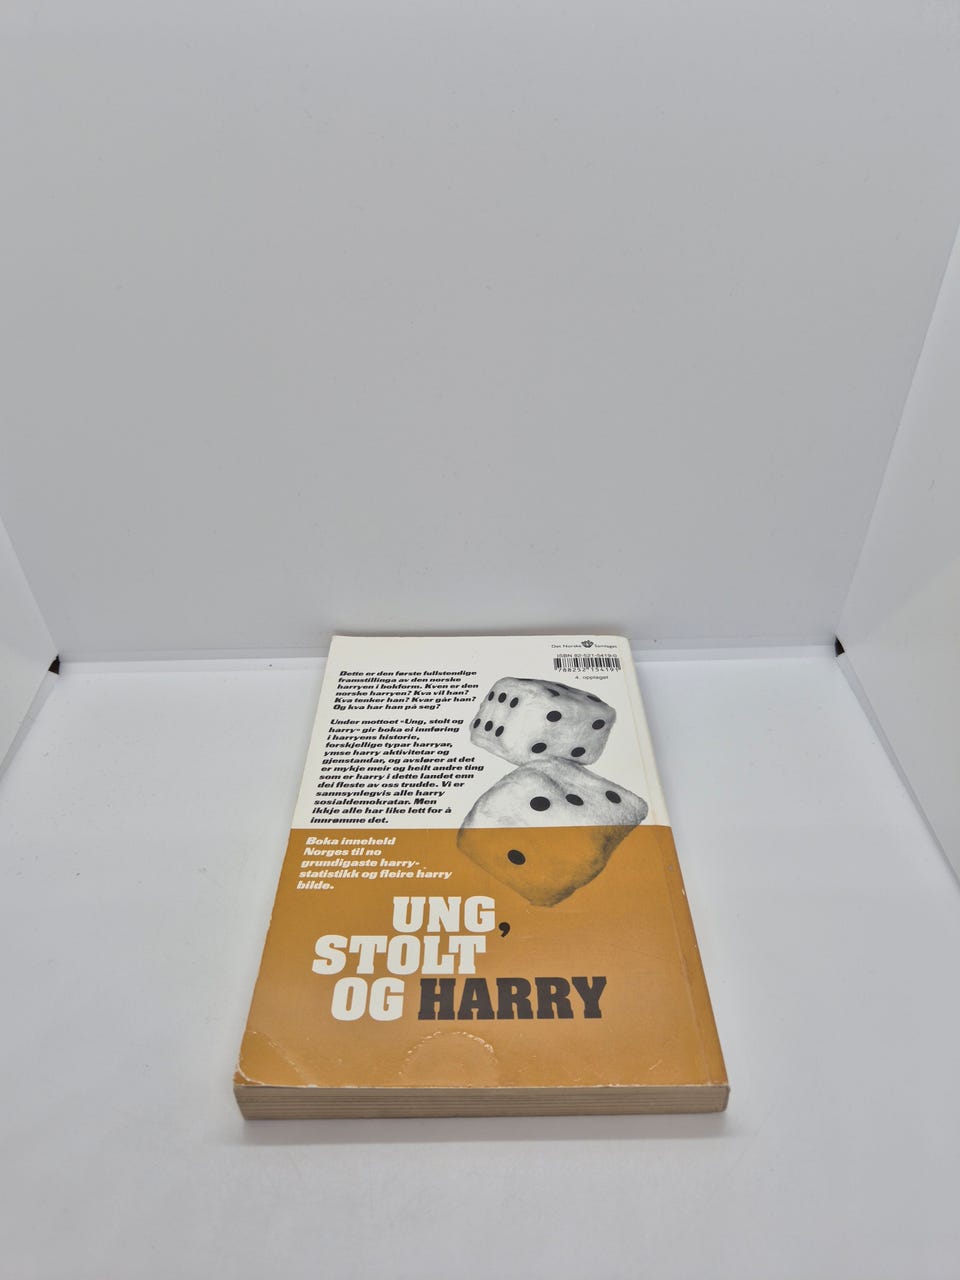 Det Norske Samlaget
ISBN 82-521-5419-0
9788252154191
4. opplaget
Dette er den første fullstendige
framstillinga av den norske
harryen i bokform. Kven er den
norske harryen? Kva vil han?
Kva tenker han? Kvar går han?
Og kva har han på seg?
Under mottoet «Ung, stolt og
harry» gir boka ei innføring
i harryens historie,
forskjellige typar harryar,
ymse harry aktivitetar og
gjenstandar, og avslører at det
er mykje meir og heilt andre ting
som er harry i dette landet enn
dei fleste av oss trudde. Vi er
sannsynlegvis alle harry
sosialdemokratar. Men
ikkje alle har like lett for å
innrømme det.
Boka inneheld
Norges til no
grundigaste harry-
statistikk og fleire harry
bilde.
UNG,
STOLT
OG HARRY